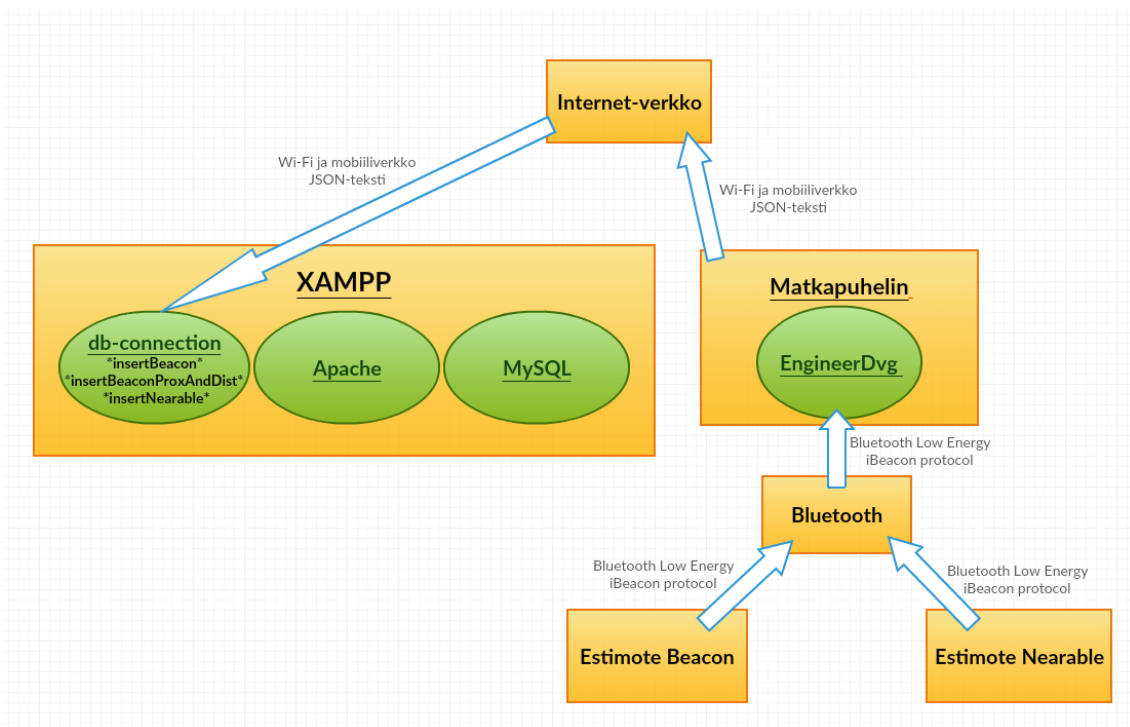 Internet-verkko
Wi-Fi ja mobiiliverkko
JSON-teksti
Wi-Fi ja mobiiliverkko
JSON-teksti
XAMPP
db-connection
*insertBeacon*
*insertBeaconProxAndDist*
*insertNearable*
Apache
MySQL
Matkapuhelin
EngineerDvg
Bluetooth Low Energy
iBeacon protocol
Bluetooth
Bluetooth Low Energy
iBeacon protocol
Bluetooth Low Energy
iBeacon protocol
Estimote Beacon
Estimote Nearable